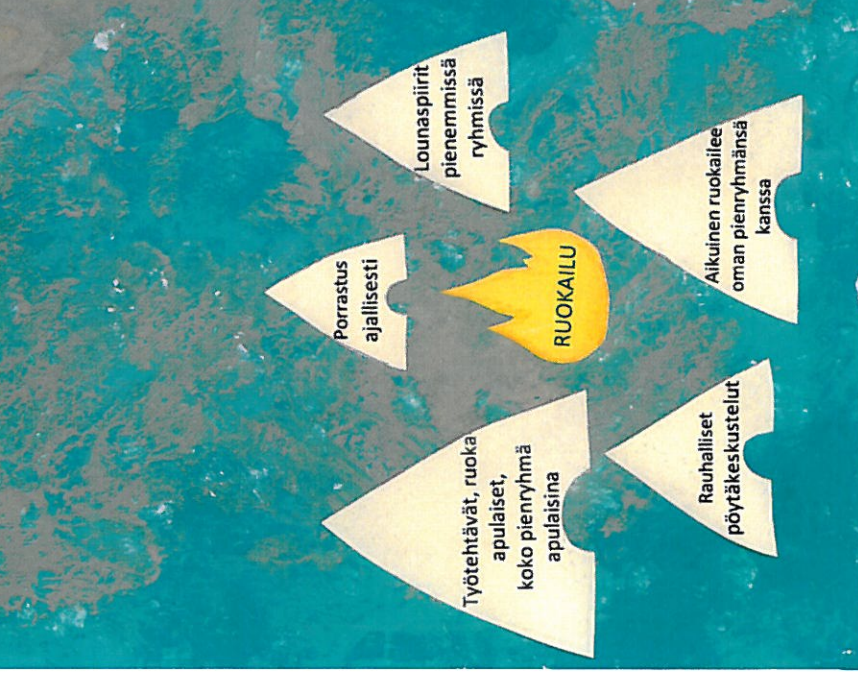 Työtehtävät, ruoka
apulaiset,
koko pienryhmä
apulaisina
Porrastus
ajallisesti
Lounaspiirit
pienemmissä
ryhmissä
RUOKAILU
Rauhalliset
pöytäkeskustelut
Aikuinen ruokailee
oman pienryhmänsä
kanssa